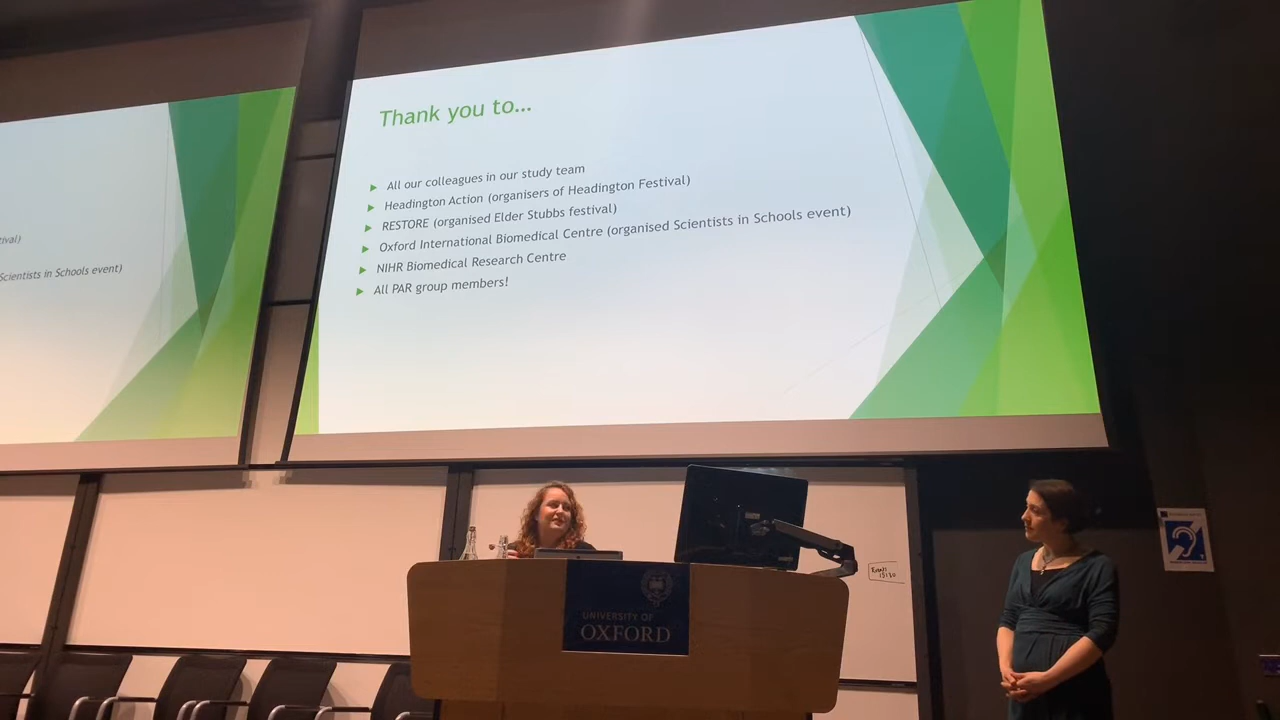 Thank you to...
All our colleagues in our study team
Headington Action (organisers of Headington Festival)
RESTORE (organised Elder Stubbs festival)
Oxford International Biomedical Centre (organised Scientists in Schools event)
NIHR Biomedical Research Centre
All PAR group members!
tival)
Scientists in Schools event)
UNIVERSITY OF
OXFORD